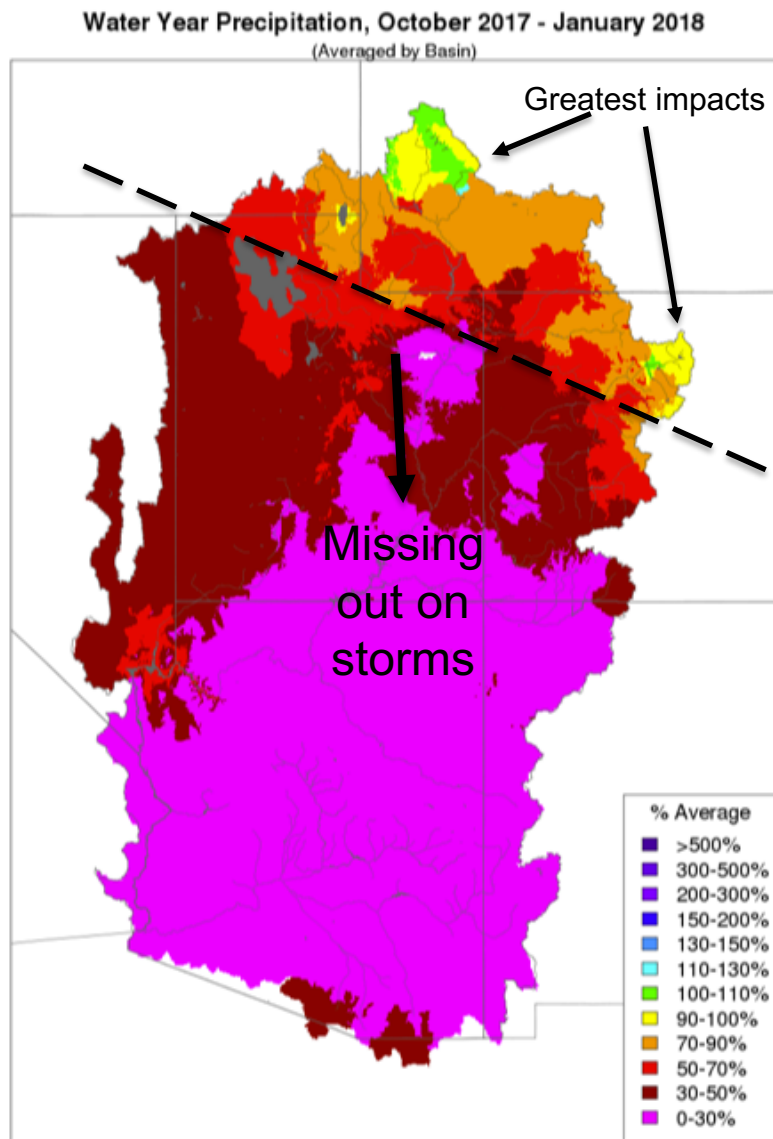 Water Year Precipitation, October 2017 - January 2018
(Averaged by Basin)
Greatest impacts
Missing
out on
storms
% Average
>500%
300-500%
200-300%
150-200%
130-150%
110-130%
100-110%
90-100%
70-90%
50-70%
30-50%
0-30%